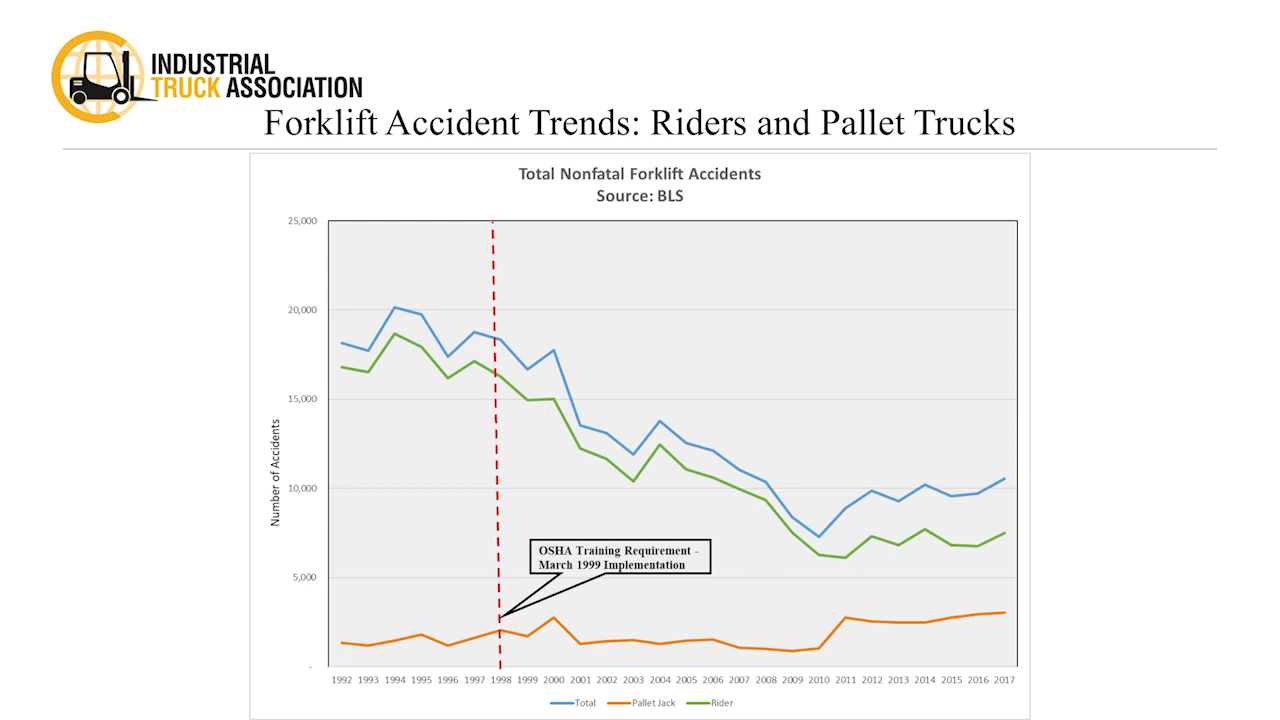 INDUSTRIAL
TRUCK ASSOCIATION
Forklift Accident Trends: Riders and Pallet Trucks
Total Nonfatal Forklift Accidents
Source: BLS
25,000
20,000
15,000
10,000
5,000
-
Number of Accidents
OSHA Training Requirement -
March 1999 Implementation
1992 1993 1994 1995 1996 1997 1998 1999 2000 2001 2002 2003 2004 2005 2006 2007 2008 2009 2010 2011 2012 2013 2014 2015 2016 2017
Total Pallet Jack Rider